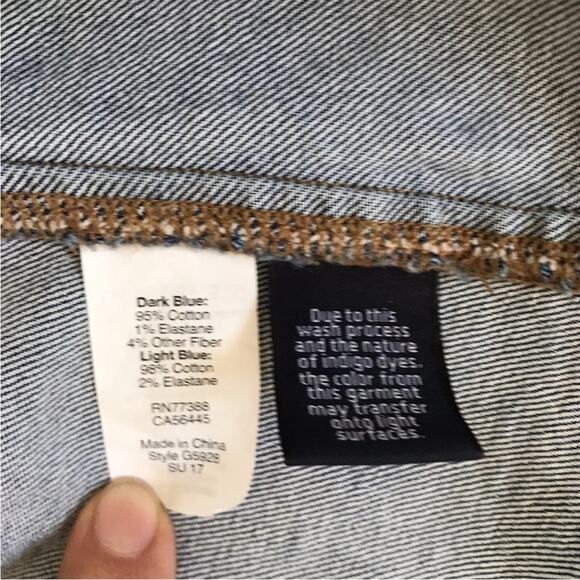 Dark Blue:
95% Cotton
1% Elastane
4% Other Fiber
Light Blue:
98% Cotton
2% Elastane
RN77388
CA56445
Made in China
Style G5928
SU 17
Due to this
wash process
and the nature
of indigo dyes.
the color from
this garment
may transfer
onto light
surfaces.